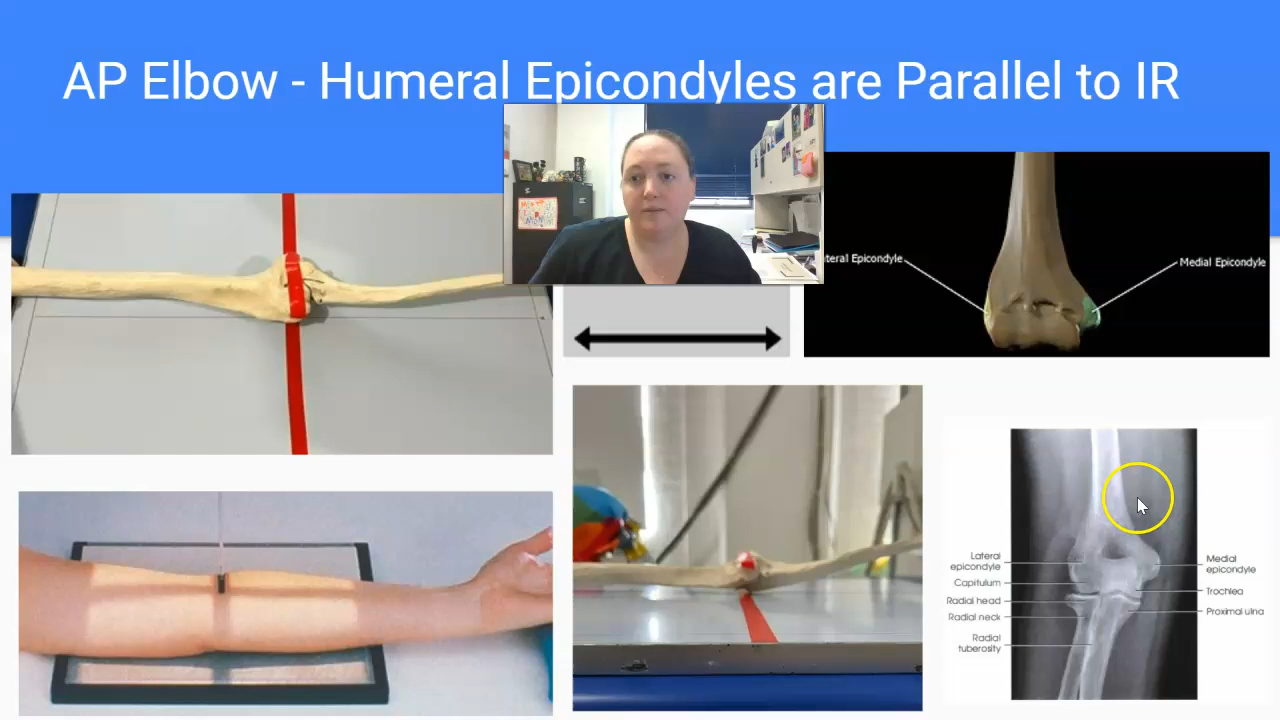 AP Elbow - Humeral Epicondyles are Parallel to IR
teral Epicondyle
Medial Epicondyle
Lateral
epicondyle
Capitulum
Radial head
Radial neck
Radial
tuberosity
Medial
epicondyle
Trochlea
Proximal ulna